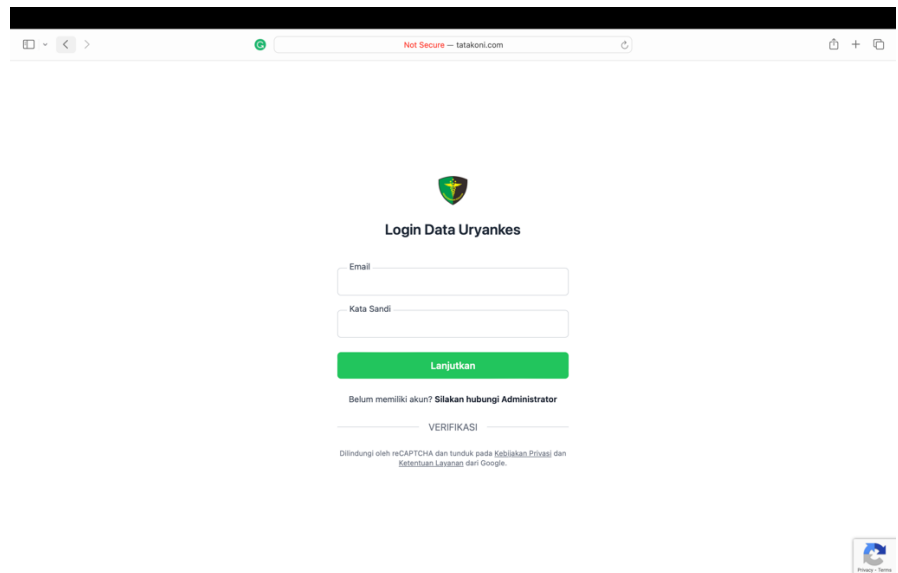 Not Secure — tatakoni.com
Login Data Uryankes
Email
Kata Sandi
Lanjutkan
Belum memiliki akun? Silakan hubungi Administrator
VERIFIKASI
Dilindungi oleh reCAPTCHA dan tunduk pada Kebijakan Privasi dan
Ketentuan Layanan dari Google.
Privacy - Terms